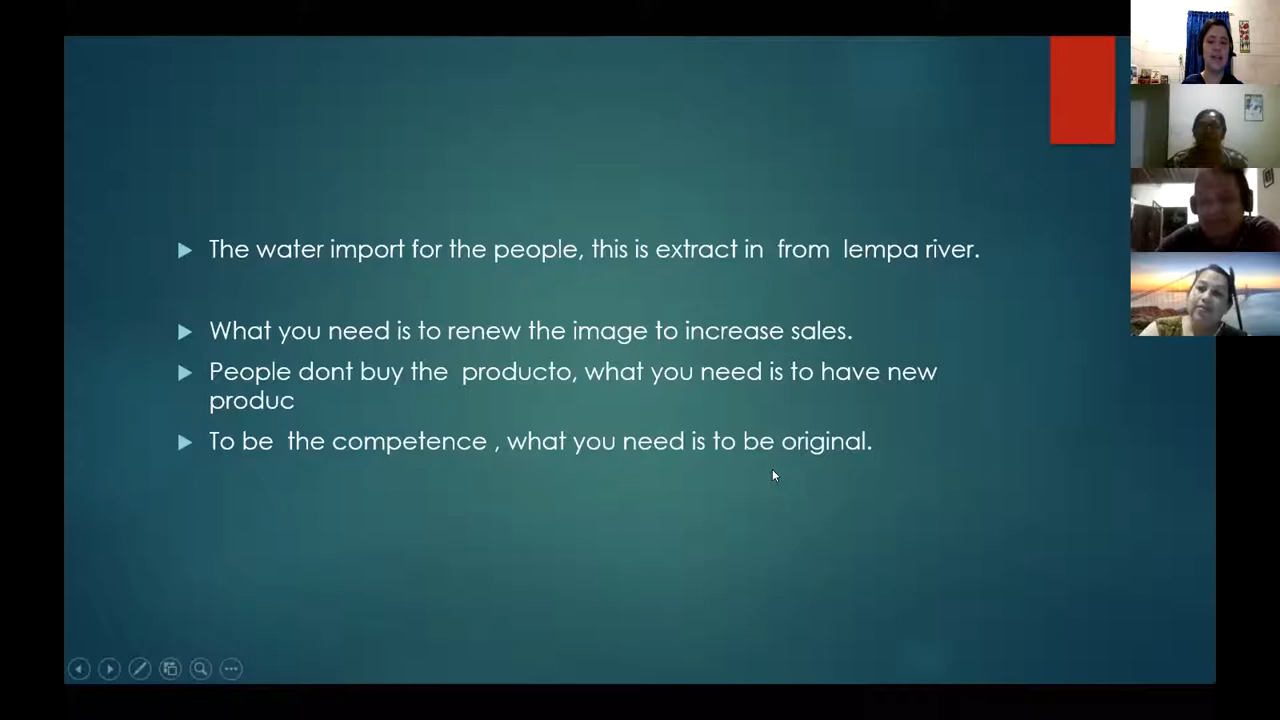 The water import for the people, this is extract in  from  lempa river.
What you need is to renew the image to increase sales.
People dont buy the  producto, what you need is to have new
produc
To be  the competence , what you need is to be original.